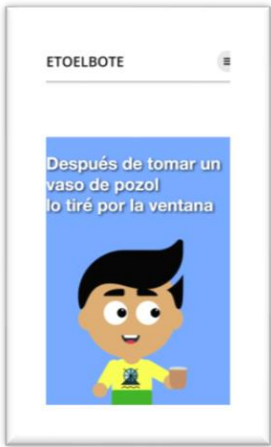 ETOELBOTE
Después de tomar un
vaso de pozol
lo tiré por la ventana